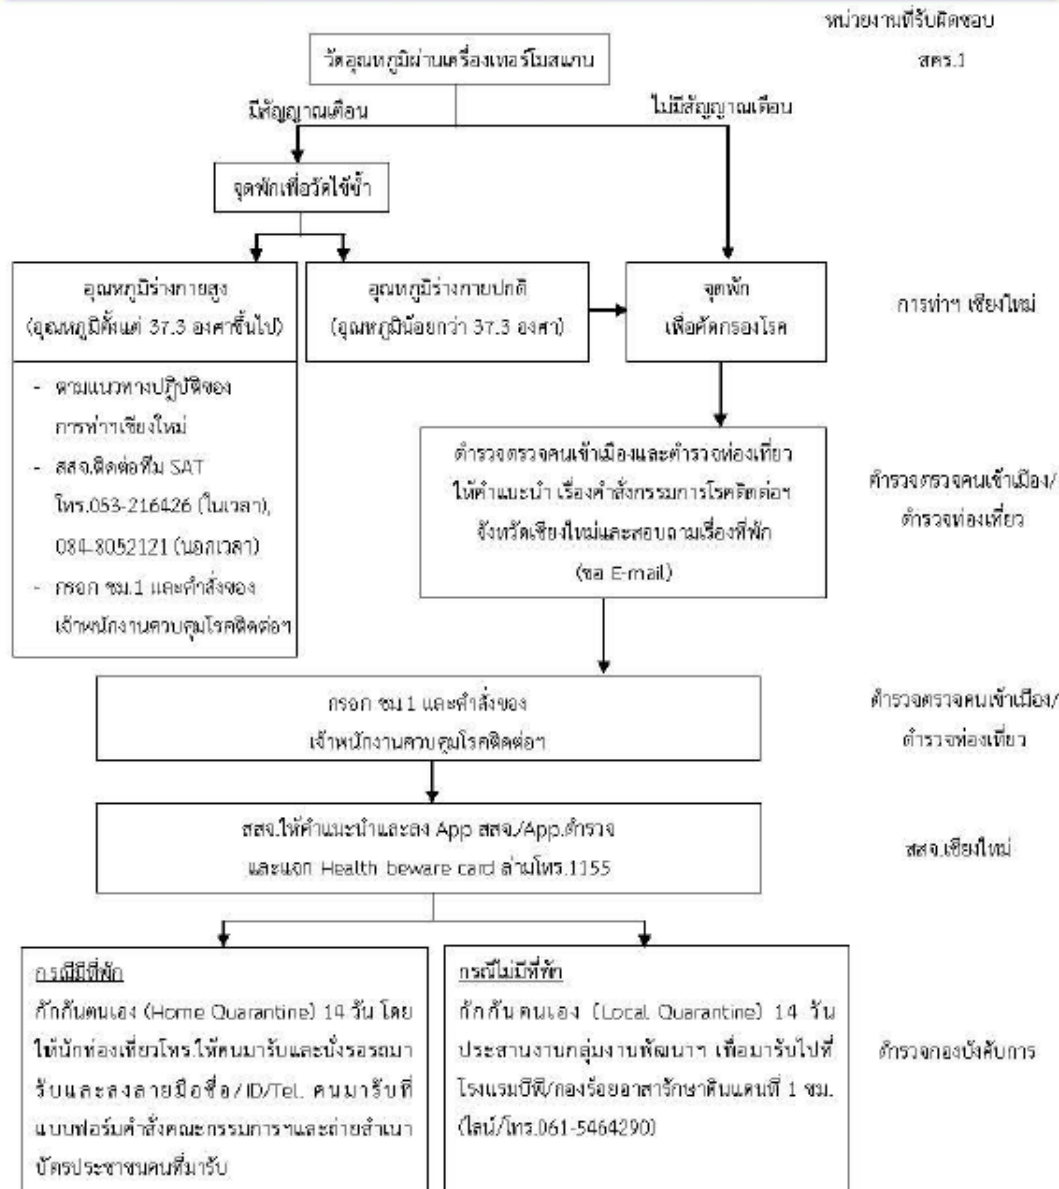 หน่วยงานที่รับผิดชอบ
วัดอุณหภูมิผ่านเครื่องเทอร์โมสแกน
สคร.1
มีสัญญาณเตือน
ไม่มีสัญญาณเตือน
จุดพักเพื่อวัดไข้ซ้ำ
อุณหภูมิร่างกายสูง
(อุณหภูมิตั้งแต่ 37.3 องศาขึ้นไป)
อุณหภูมิร่างกายปกติ
(อุณหภูมิน้อยกว่า 37.3 องศา)
จุดพัก
เพื่อคัดกรองโรค
การท่าฯ เชียงใหม่
- ตามแนวทางปฏิบัติของ
การท่าฯเชียงใหม่
- สสจ.ติดต่อทีม SAT
โทร.053-216426 (ในเวลา),
084-8052121 (นอกเวลา)
- กรอก ชม.1 และคำสั่งของ
เจ้าพนักงานควบคุมโรคติดต่อฯ
ตำรวจตรวจคนเข้าเมืองและตำรวจท่องเที่ยว
ให้คำแนะนำ เรื่องคำสั่งกรรมการโรคติดต่อฯ
จังหวัดเชียงใหม่และสอบถามเรื่องที่พัก
(ขอ E-mail)
ตำรวจตรวจคนเข้าเมือง/
ตำรวจท่องเที่ยว
กรอก ชม.1 และคำสั่งของ
เจ้าพนักงานควบคุมโรคติดต่อฯ
ตำรวจตรวจคนเข้าเมือง/
ตำรวจท่องเที่ยว
สสจ.ให้คำแนะนำและลง App สสจ./App.ตำรวจ
และแจก Health beware card ล่ามโทร.1155
สสจ.เชียงใหม่
กรณีมีที่พัก
กักกันตนเอง (Home Quarantine) 14 วัน โดย
ให้นักท่องเที่ยวโทร.ให้คนมารับและนั่งรอรถมา
รับและลงลายมือชื่อ/ID/Tel. คนมารับที่
แบบฟอร์มคำสั่งคณะกรรมการฯและถ่ายสำเนา
บัตรประชาชนคนที่มารับ
กรณีไม่มีที่พัก
กักกันตนเอง (Local Quarantine) 14 วัน
ประสานงานกลุ่มงานพัฒนาฯ เพื่อมารับไปที่
โรงแรมบีพี/กองร้อยอาสารักษาดินแดนที่ 1 ชม.
(ไลน์/โทร.061-5464290)
ตำรวจกองบังคับการ